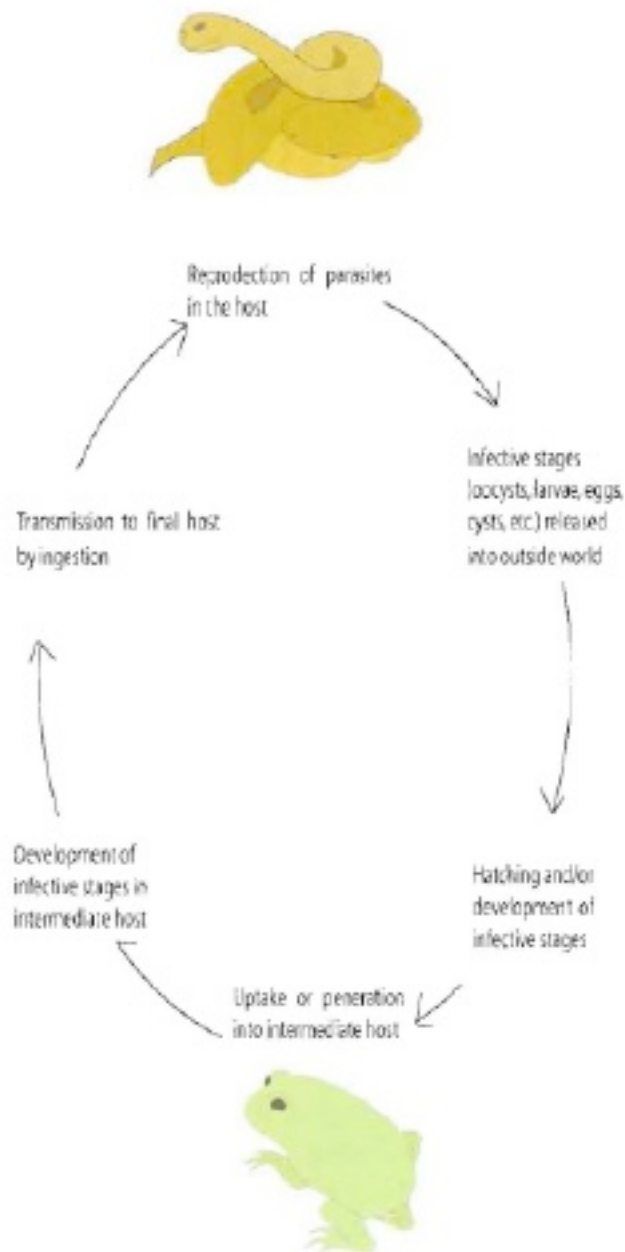 Reprodection of parasites
in the host
Infective stages
(oocysts, larvae, eggs,
cysts, etc.) released
into outside world
Hatching and/or
development of
infective stages
Uptake or peneration
into intermediate host
Development of
infective stages in
intermediate host
Transmission to final host
by ingestion